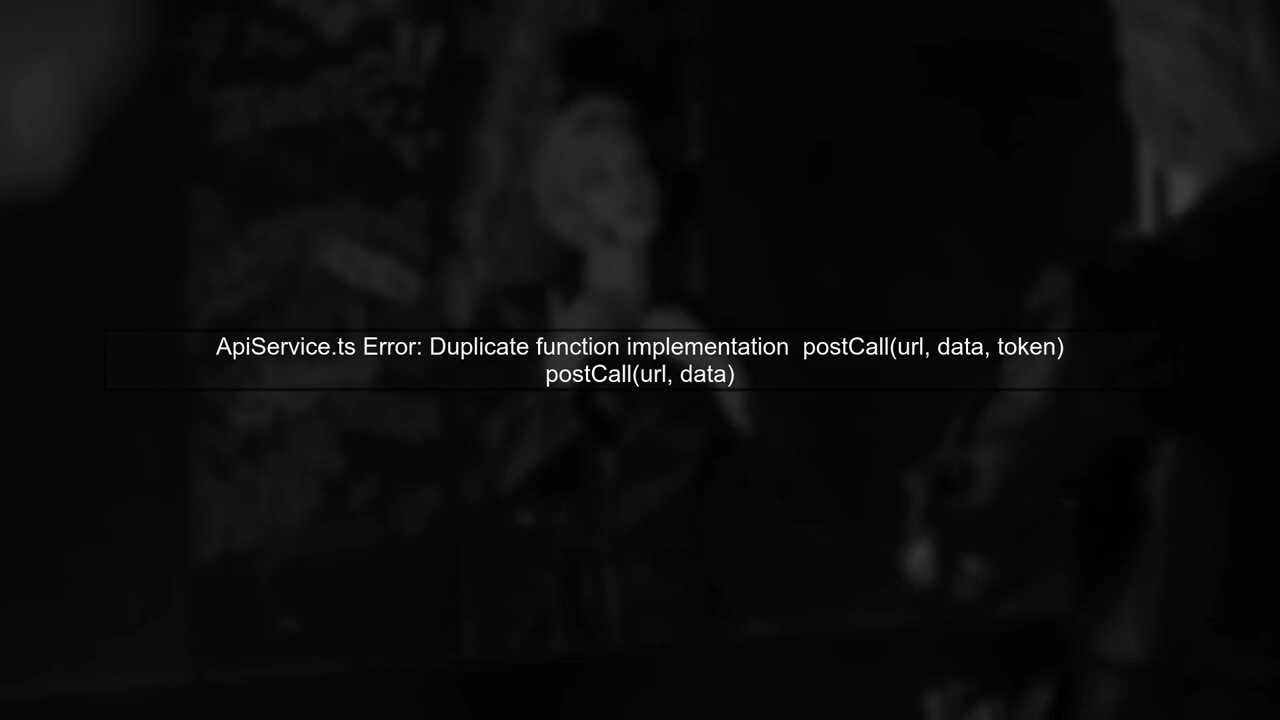 ApiService.ts Error: Duplicate function implementation  postCall(url, data, token)
postCall(url, data)